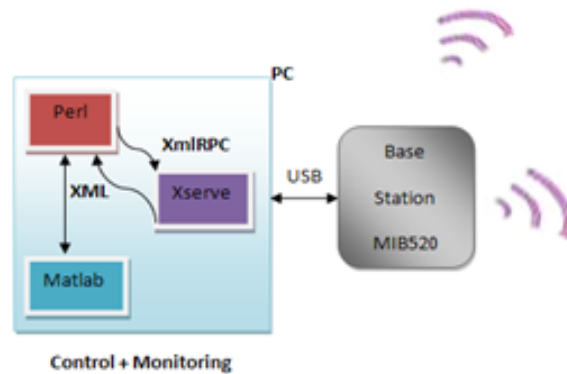 PC
Perl
XmlRPC
XML
Xserve
Matlab
USB
Base
Station
MIB520
Control + Monitoring